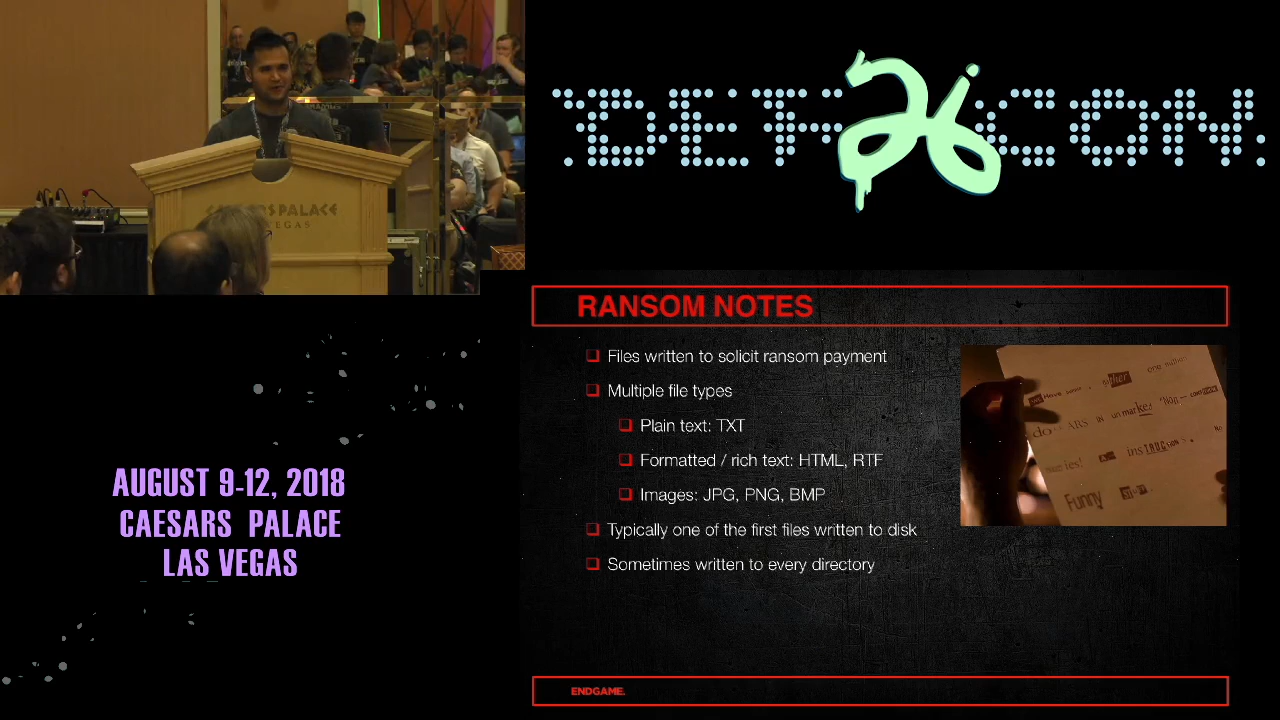 DEF 26 CON
CAESARS PALACE
VEGAS
AUGUST 9-12, 2018
CAESARS PALACE
LAS VEGAS
RANSOM NOTES
❑ Files written to solicit ransom payment
❑ Multiple file types
❑ Plain text: TXT
❑ Formatted / rich text: HTML, RTF
❑ Images: JPG, PNG, BMP
❑ Typically one of the first files written to disk
❑ Sometimes written to every directory
Funny
ENDGAME.